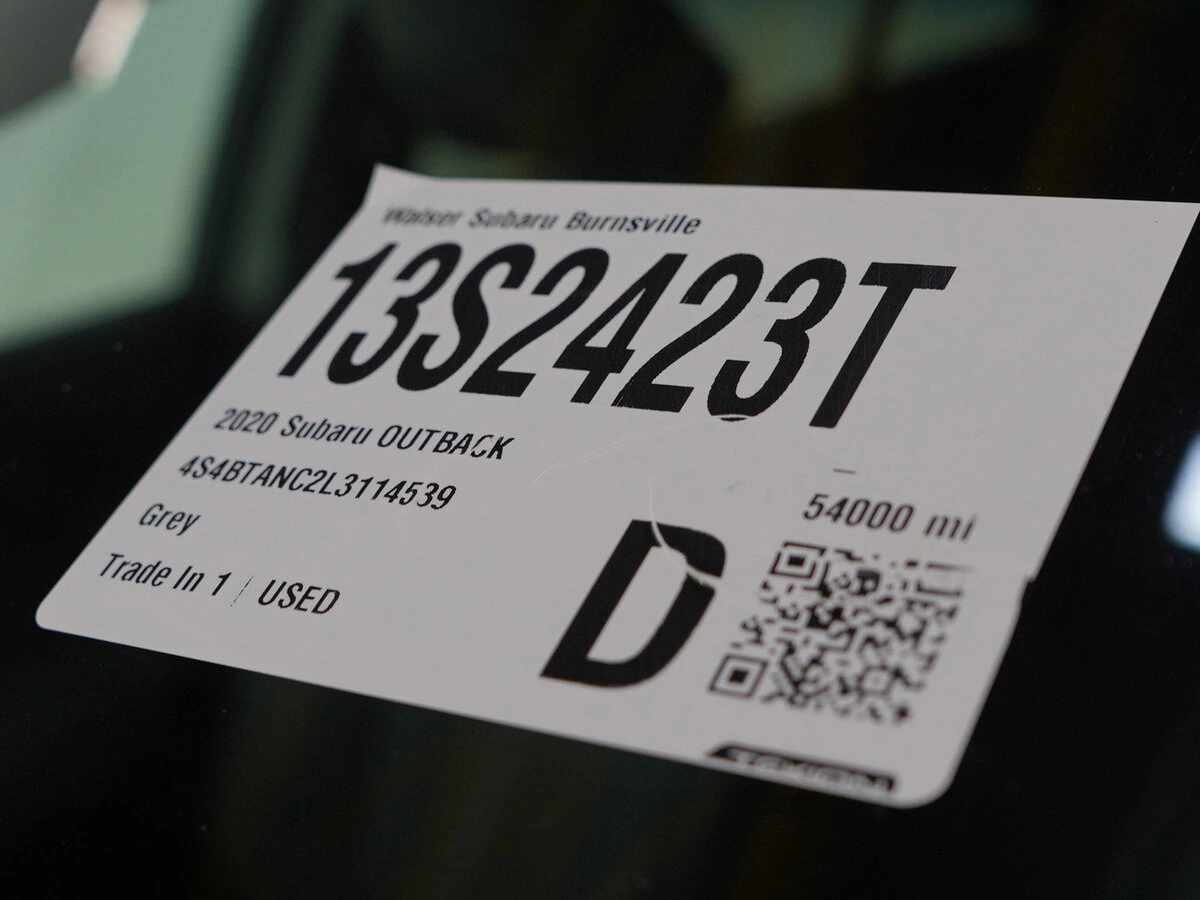 Walser Subaru Burnsville
13S2423T
2020 Subaru OUTBACK
4S4BTANC2L3114539
Grey
Trade In 1 / USED
54000 mi
D